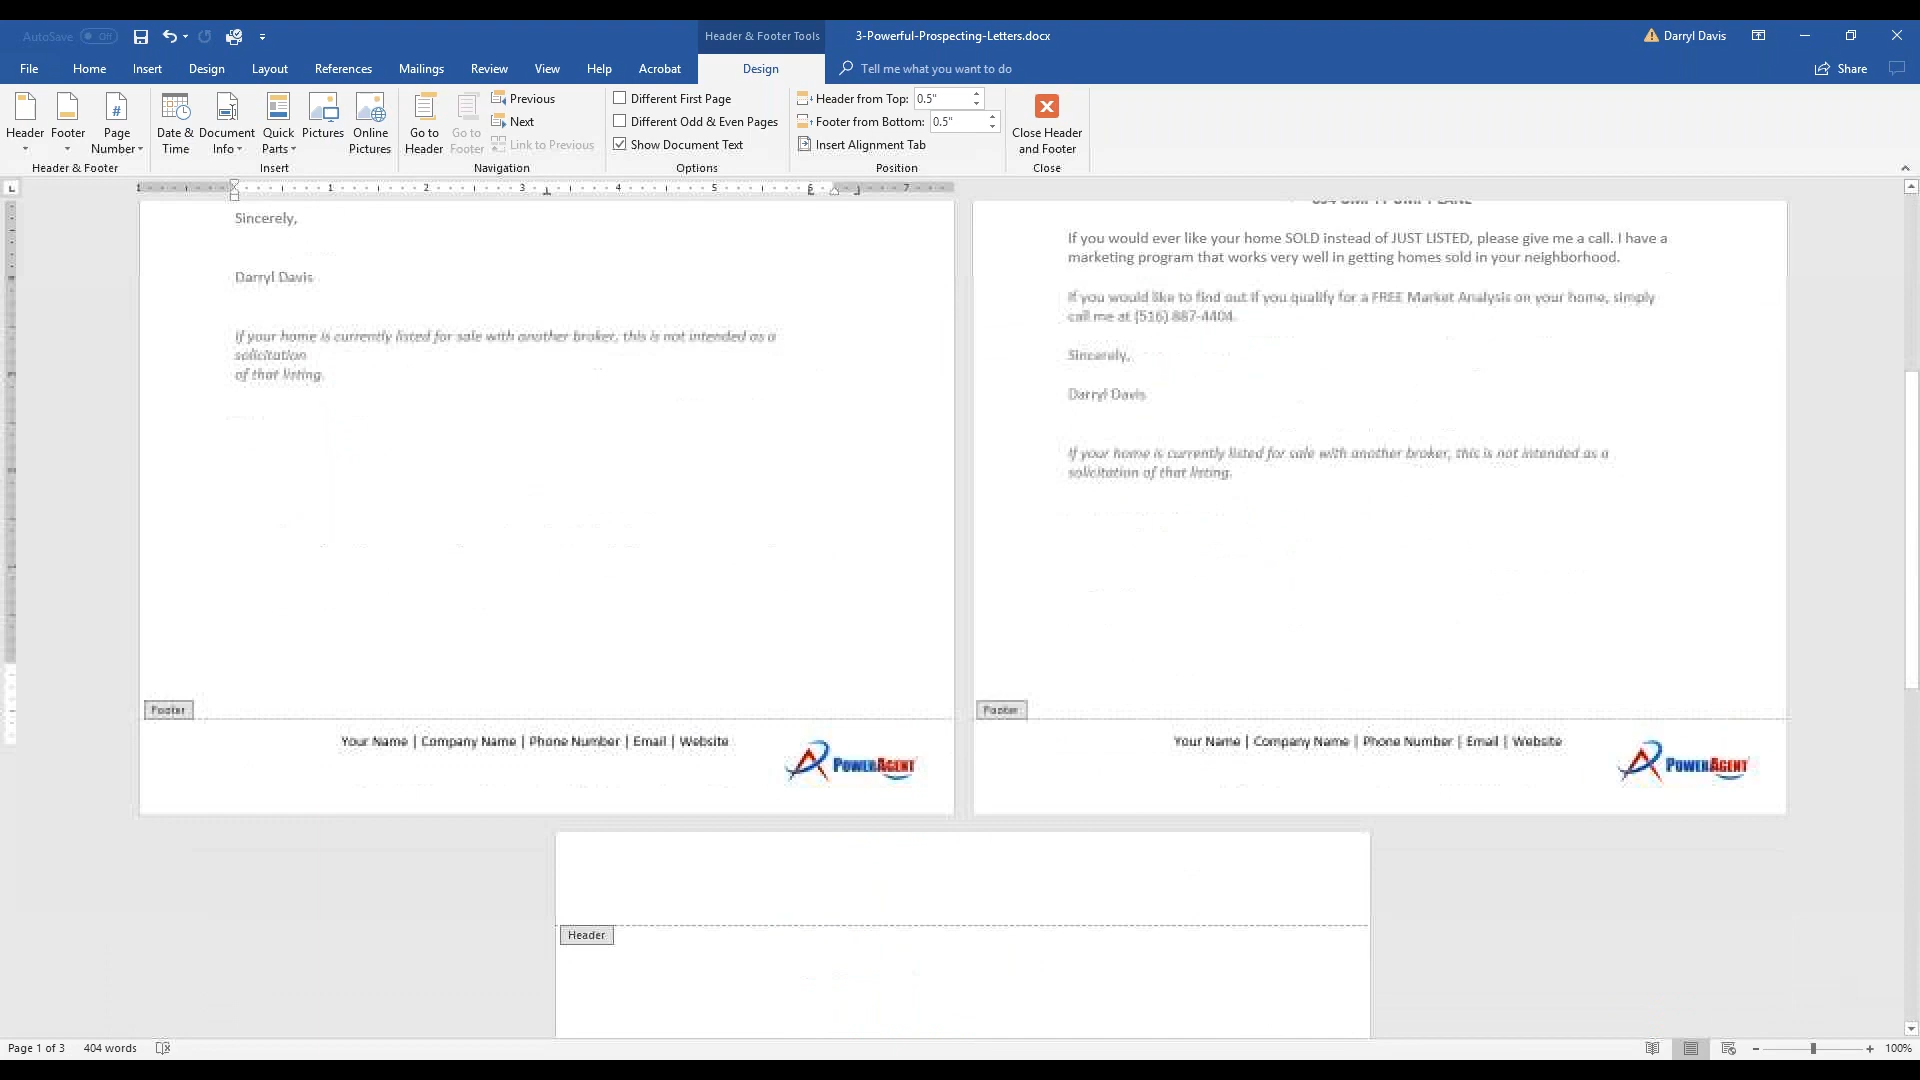 AutoSave Off
Header & Footer Tools
3-Powerful-Prospecting-Letters.docx
Darryl Davis
File Home Insert Design Layout References Mailings Review View Help Acrobat Design Tell me what you want to do Share
Header
Footer
Page Number
Header & Footer
Date & Time
Document Info
Quick Parts
Pictures
Online Pictures
Insert
Go to Header
Go to Footer
Previous
Next
Link to Previous
Navigation
Different First Page
Different Odd & Even Pages
Show Document Text
Options
Header from Top: 0.5"
Footer from Bottom: 0.5"
Insert Alignment Tab
Position
Close Header and Footer
Close
1 1 2 3 4 5 6 7
Sincerely,
Darryl Davis
If your home is currently listed for sale with another broker, this is not intended as a
solicitation
of that listing.
Footer
Your Name | Company Name | Phone Number | Email | Website
POWERAGENT
If you would ever like your home SOLD instead of JUST LISTED, please give me a call. I have a
marketing program that works very well in getting homes sold in your neighborhood.
If you would like to find out if you qualify for a FREE Market Analysis on your home, simply
call me at (516) 887-4404.
Sincerely,
Darryl Davis
If your home is currently listed for sale with another broker, this is not intended as a
solicitation of that listing.
Footer
Your Name | Company Name | Phone Number | Email | Website
POWERAGENT
Header
Page 1 of 3 404 words
100%